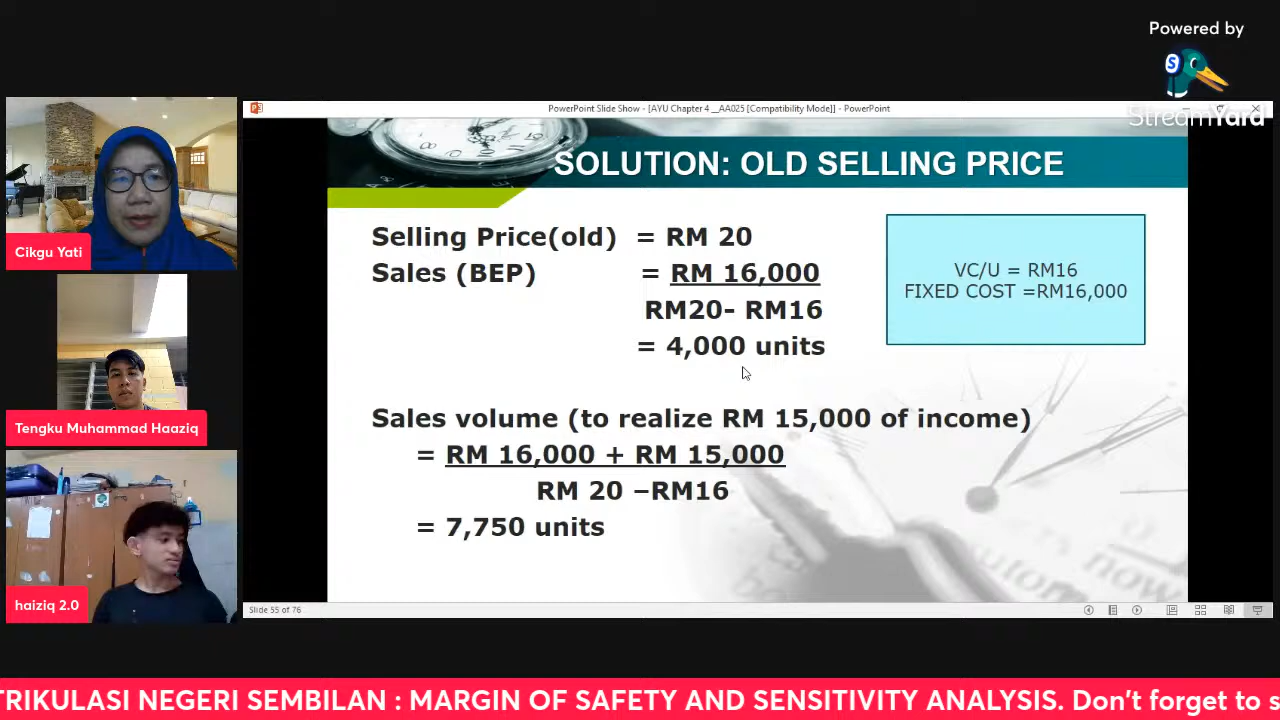 Powered by
S
StreamYard
PowerPoint Slide Show - [AYU Chapter 4 __AA025 [Compatibility Mode]] - PowerPoint
SOLUTION: OLD SELLING PRICE
Selling Price(old) = RM 20
Sales (BEP) = RM 16,000
RM20- RM16
= 4,000 units
VC/U = RM16
FIXED COST =RM16,000
Sales volume (to realize RM 15,000 of income)
= RM 16,000 + RM 15,000
RM 20 –RM16
= 7,750 units
Slide 55 of 76
Cikgu Yati
Tengku Muhammad Haaziq
haiziq 2.0
TRIKULASI NEGERI SEMBILAN : MARGIN OF SAFETY AND SENSITIVITY ANALYSIS. Don't forget to s